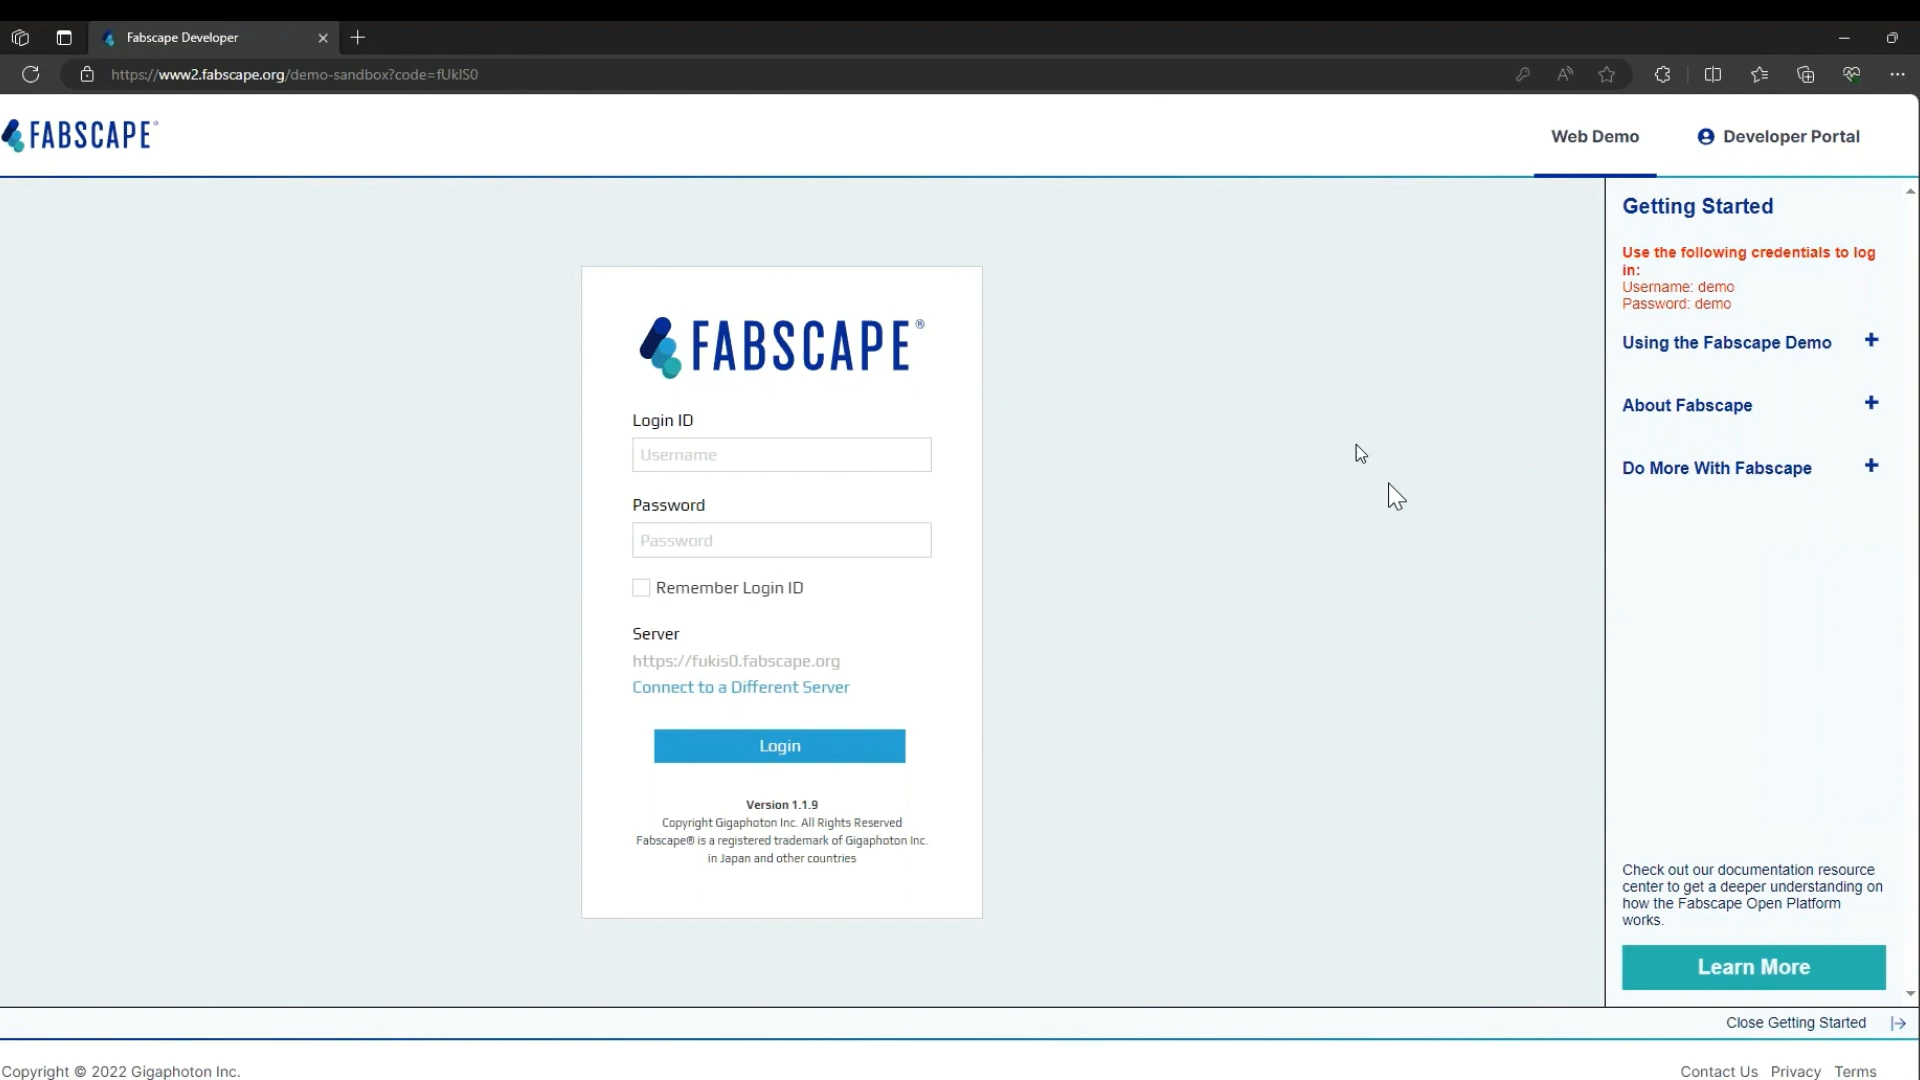 Fabscape Developer
https://www2.fabscape.org/demo-sandbox?code=fUkIS0
FABSCAPE®
Web Demo
Developer Portal
FABSCAPE®
Login ID
Username
Password
Password
Remember Login ID
Server
https://fukis0.fabscape.org
Connect to a Different Server
Login
Version 1.1.9
Copyright Gigaphoton Inc. All Rights Reserved
Fabscape® is a registered trademark of Gigaphoton Inc.
in Japan and other countries
Getting Started
Use the following credentials to log
in:
Username: demo
Password: demo
Using the Fabscape Demo
About Fabscape
Do More With Fabscape
Check out our documentation resource
center to get a deeper understanding on
how the Fabscape Open Platform
works.
Learn More
Close Getting Started
Copyright © 2022 Gigaphoton Inc.
Contact Us Privacy Terms